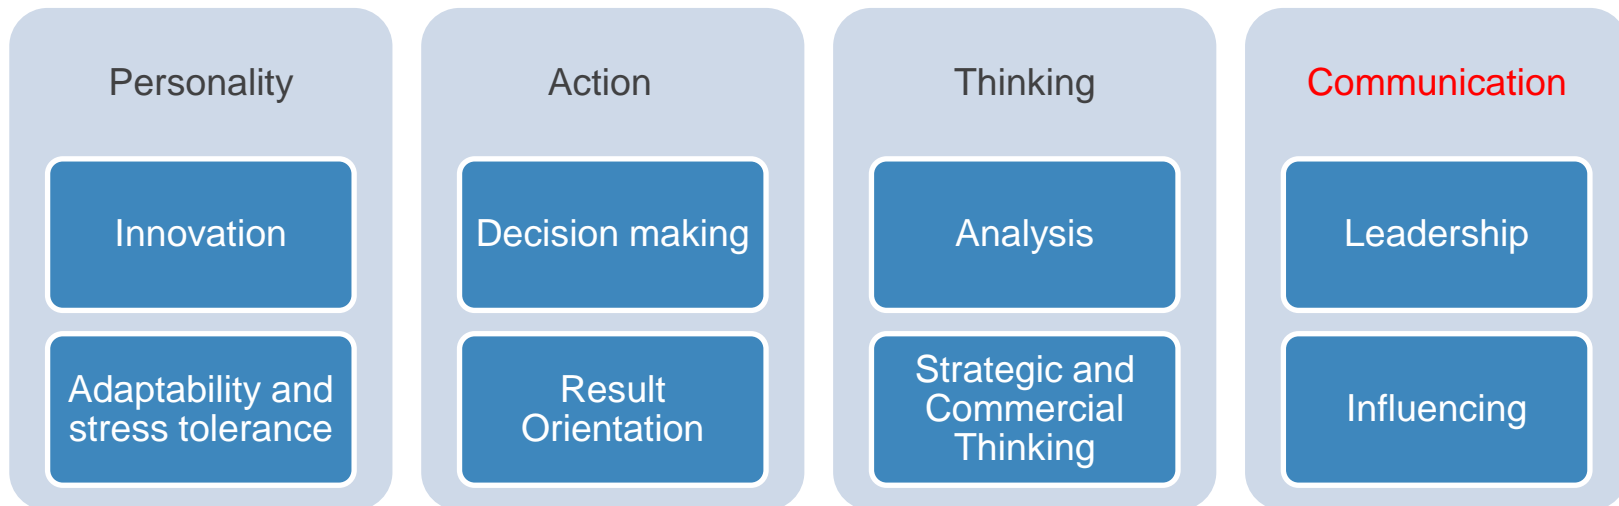 Personality
Innovation
Adaptability and
stress tolerance
Action
Decision making
Result
Orientation
Thinking
Analysis
Strategic and
Commercial
Thinking
Communication
Leadership
Influencing